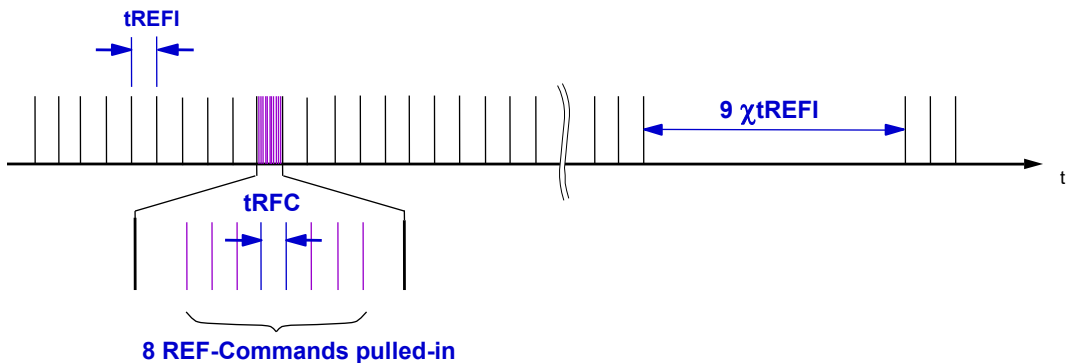 tREFI
9 χtREFI
t
tRFC
8 REF-Commands pulled-in